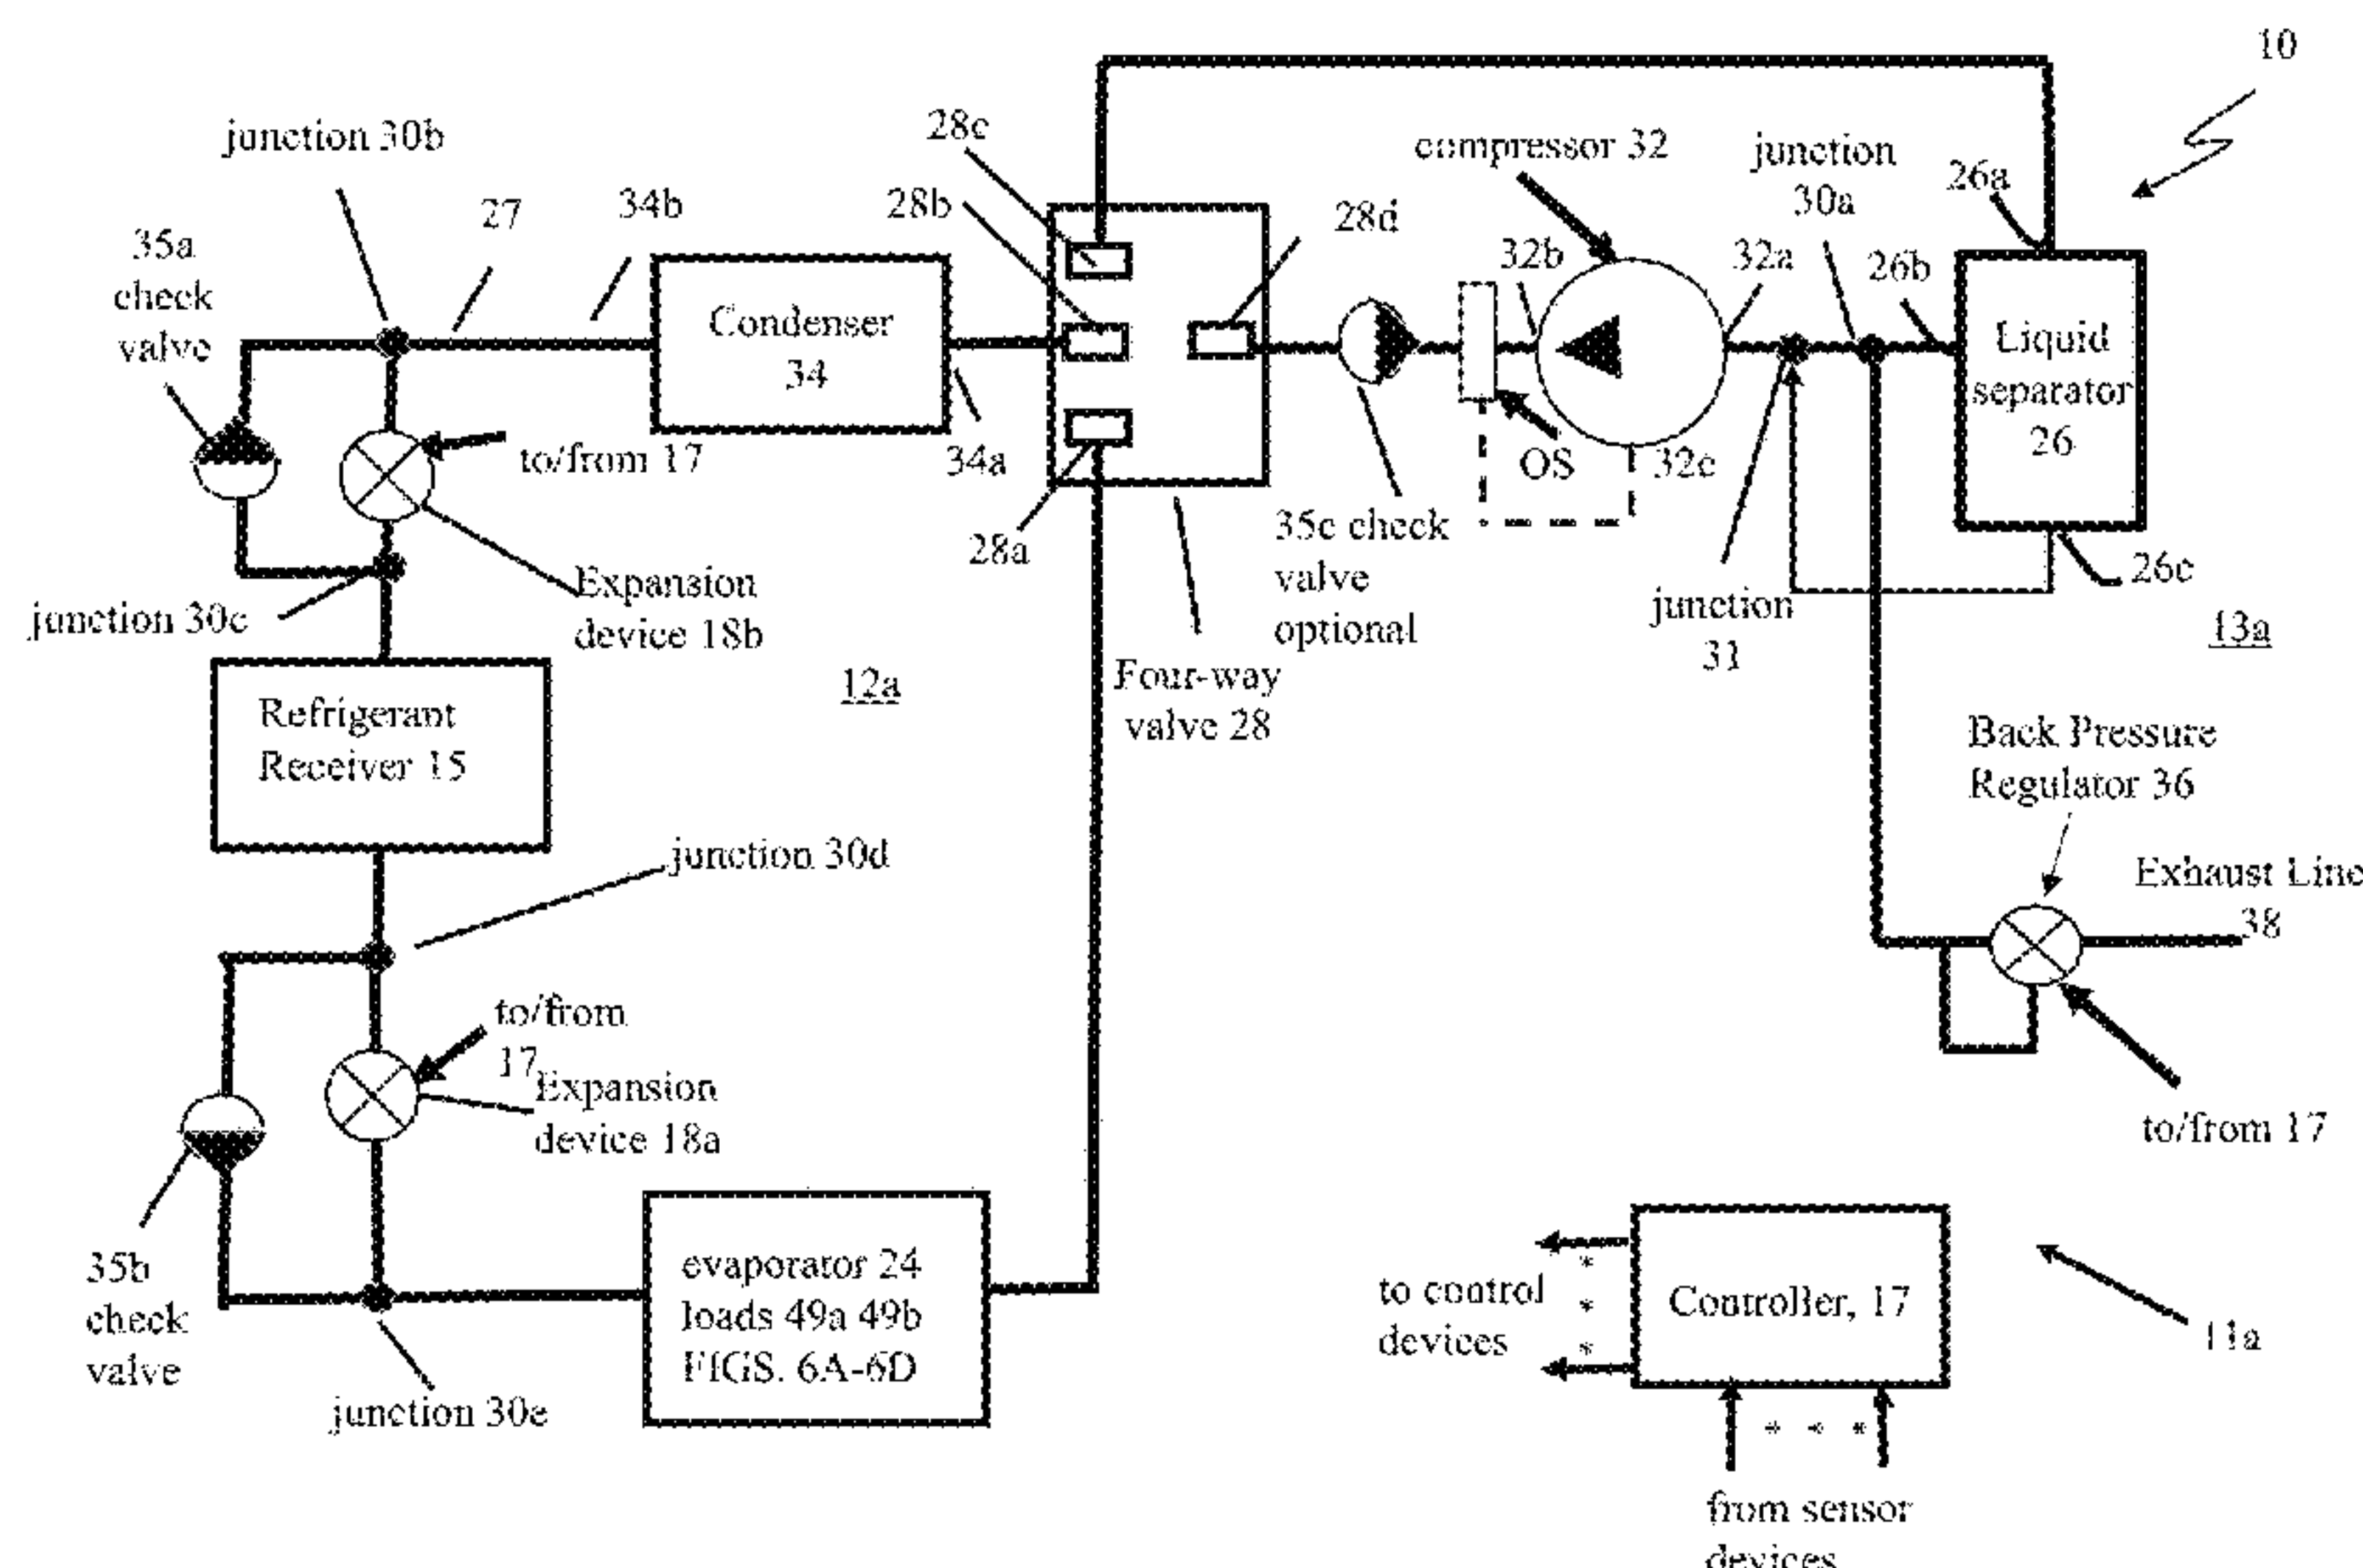 10
junction 30b
28c
compressor 32
junction
30a
26a
27
34b
28b
28d
35a
check
valve
32b
32a
26b
Condenser
34
Liquid
separator
26
to/from 17
34a
OS
32c
28a
35c check
valve
optional
26c
junction 30c
Expansion
device 18b
junction
31
13a
12a
Four-way
valve 28
Refrigerant
Receiver 15
Back Pressure
Regulator 36
junction 30d
Exhaust Line
38
to/from
17
Expansion
device 18a
to/from 17
35b
check
valve
evaporator 24
loads 49a 49b
FIGS. 6A-6D
to control
devices
Controller, 17
11a
junction 30e
from sensor
devices